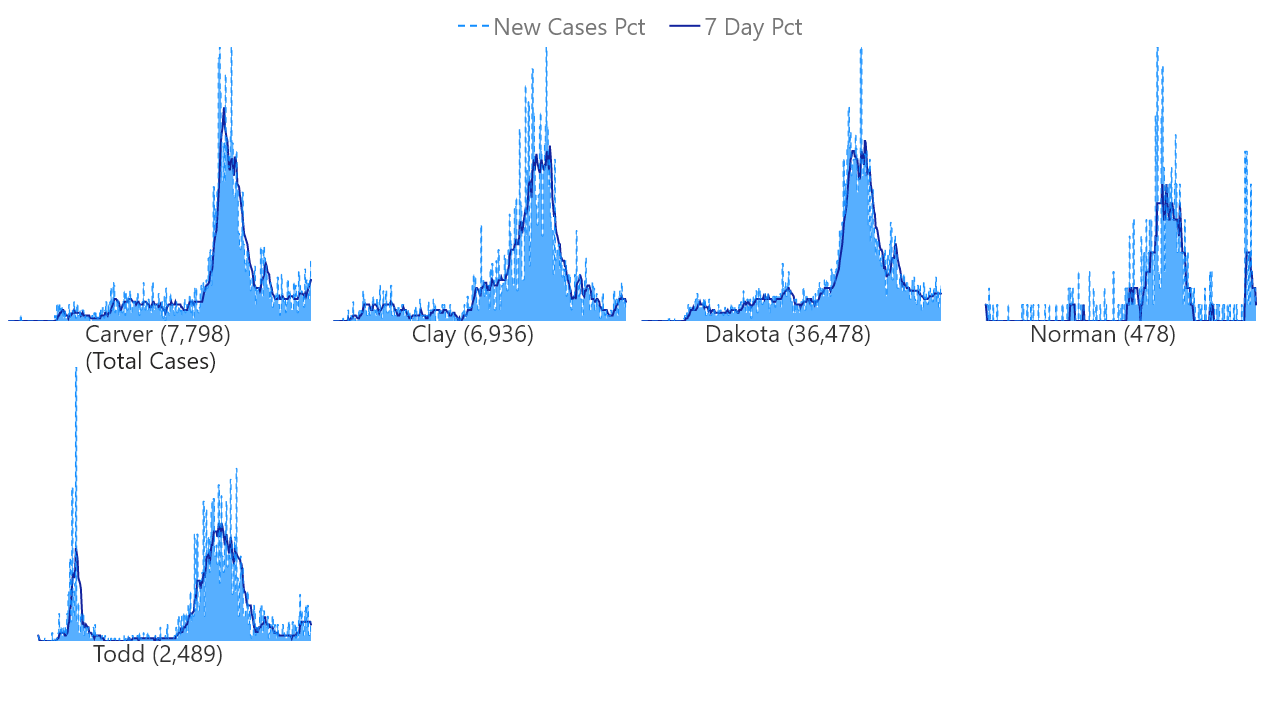 New Cases Pct 7 Day Pct
Carver (7,798)
(Total Cases)
Clay (6,936)
Dakota (36,478)
Norman (478)
Todd (2,489)